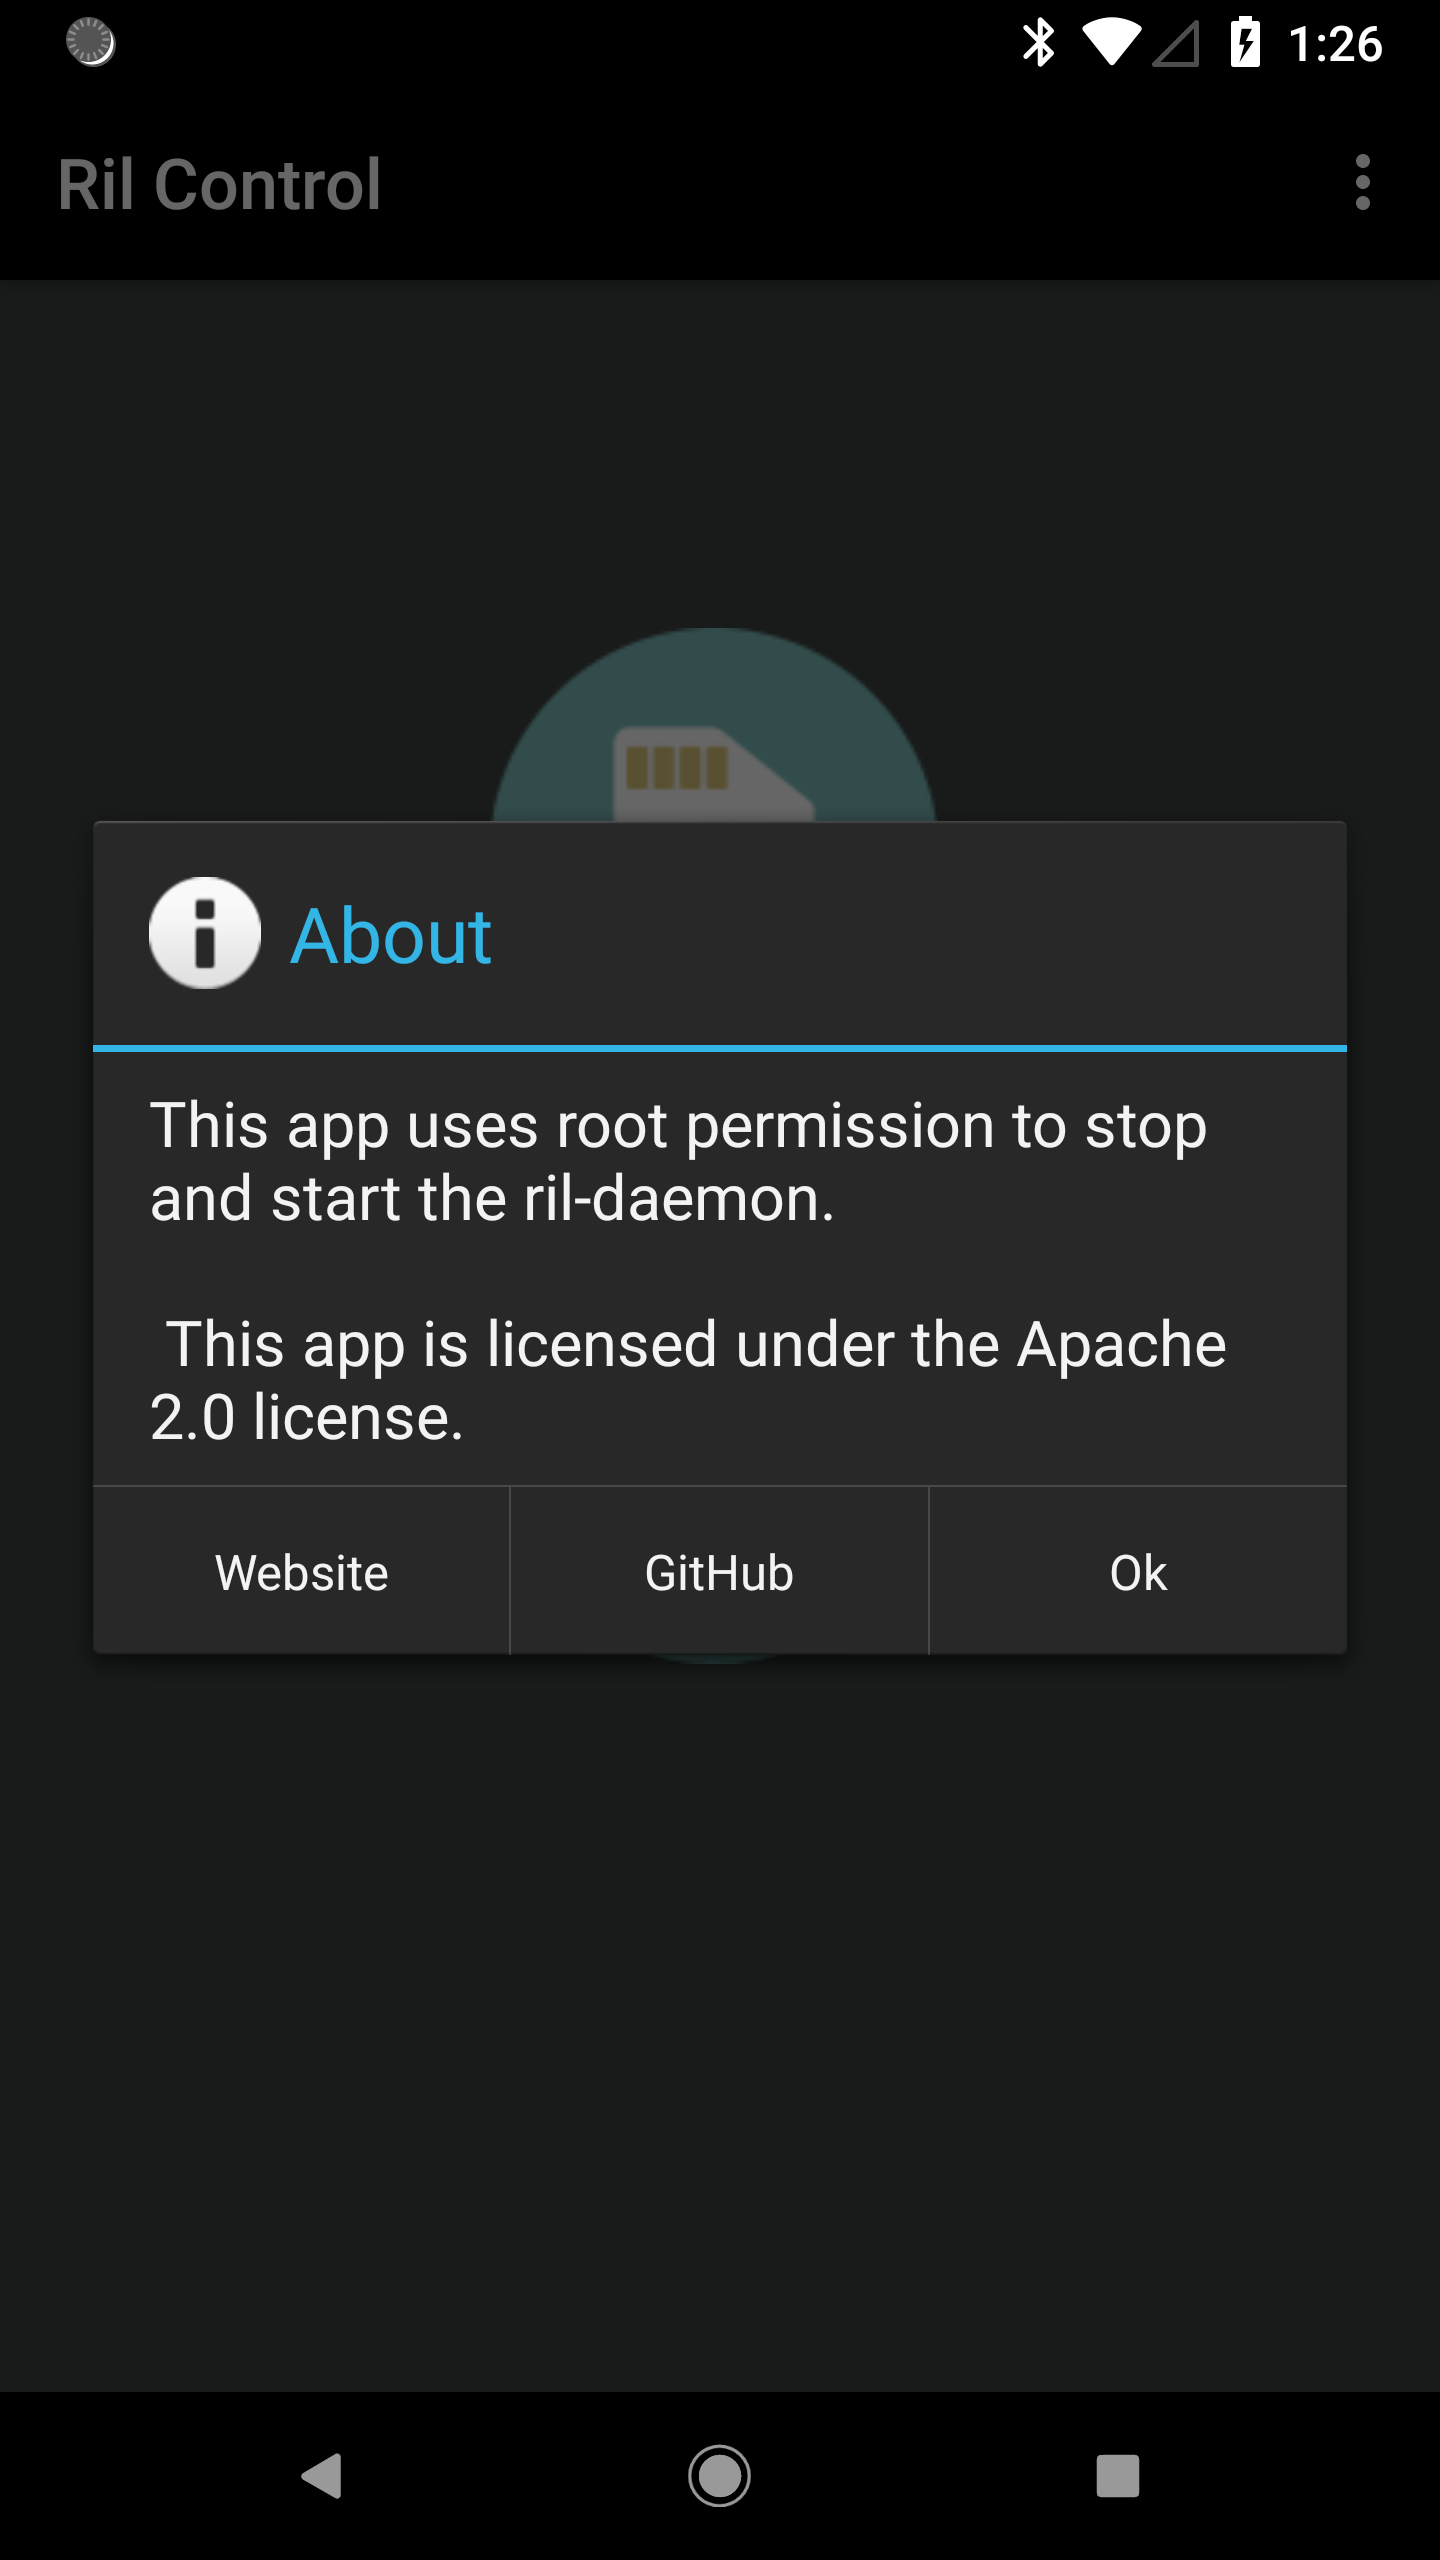 1:26
Ril Control
About
This app uses root permission to stop
and start the ril-daemon.
This app is licensed under the Apache
2.0 license.
Website
GitHub
Ok